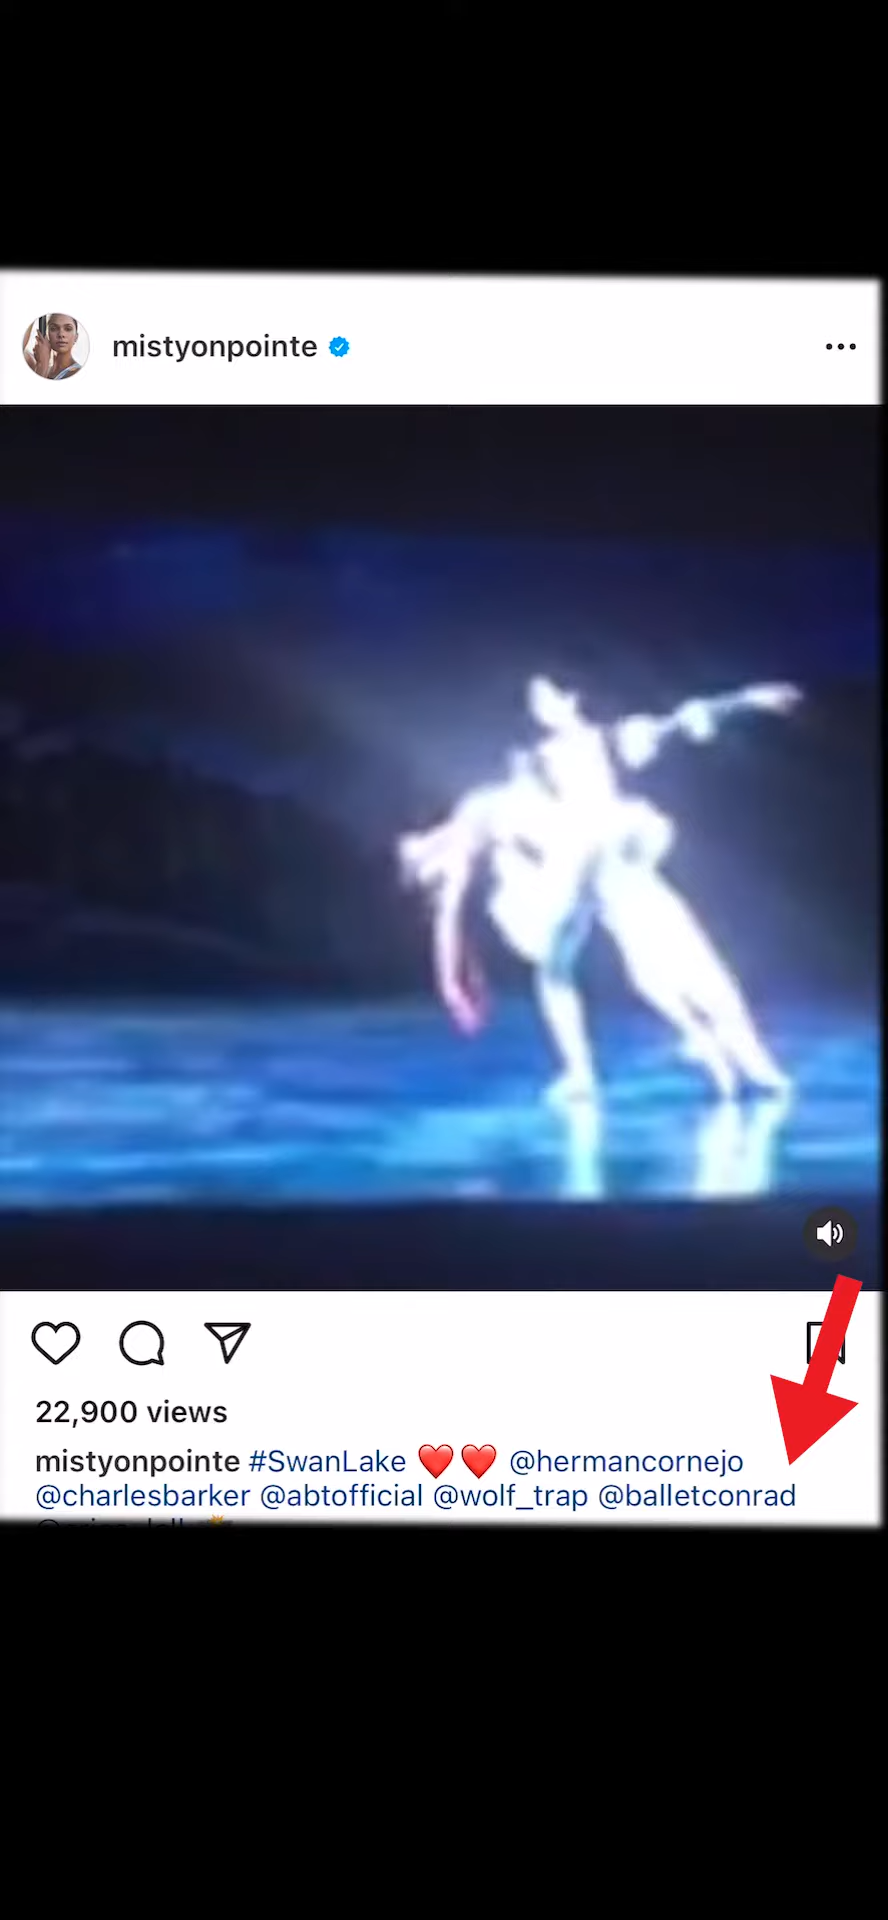 mistyonpointe
22,900 views
mistyonpointe #SwanLake ❤️❤️ @hermancornejo
@charlesbarker @abtofficial @wolf_trap @balletconrad